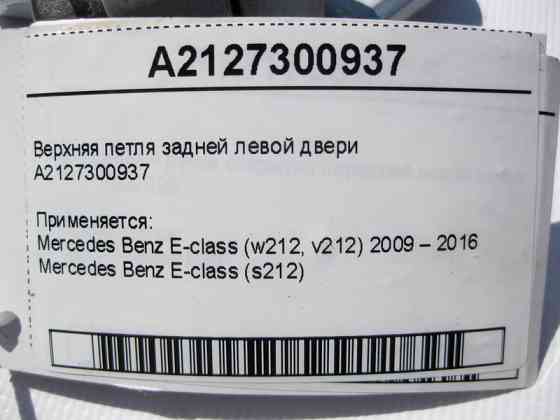 A2127300937
Верхняя петля задней левой двери
A2127300937
Применяется:
Mercedes Benz E-class (w212, v212) 2009 – 2016
Mercedes Benz E-class (s212)